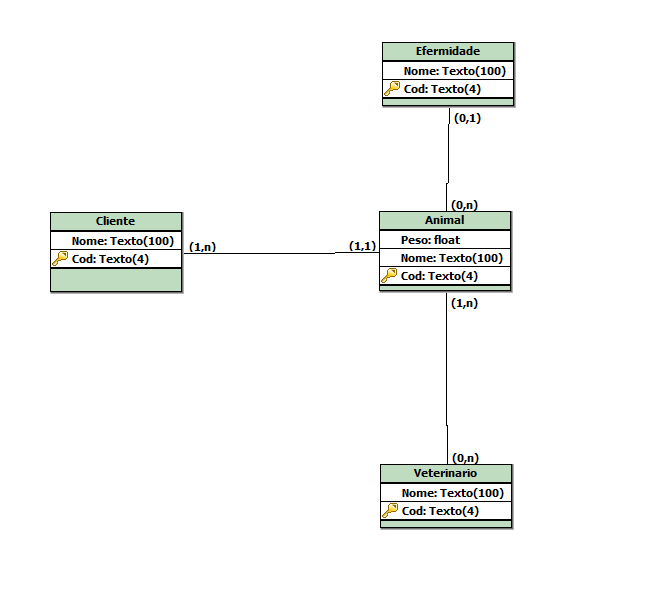 Efermidade
Nome: Texto(100)
Cod: Texto(4)
(0,1)
(0,n)
Cliente
Nome: Texto(100)
Cod: Texto(4)
(1,n)
(1,1)
Animal
Peso: float
Nome: Texto(100)
Cod: Texto(4)
(1,n)
(0,n)
Veterinario
Nome: Texto(100)
Cod: Texto(4)